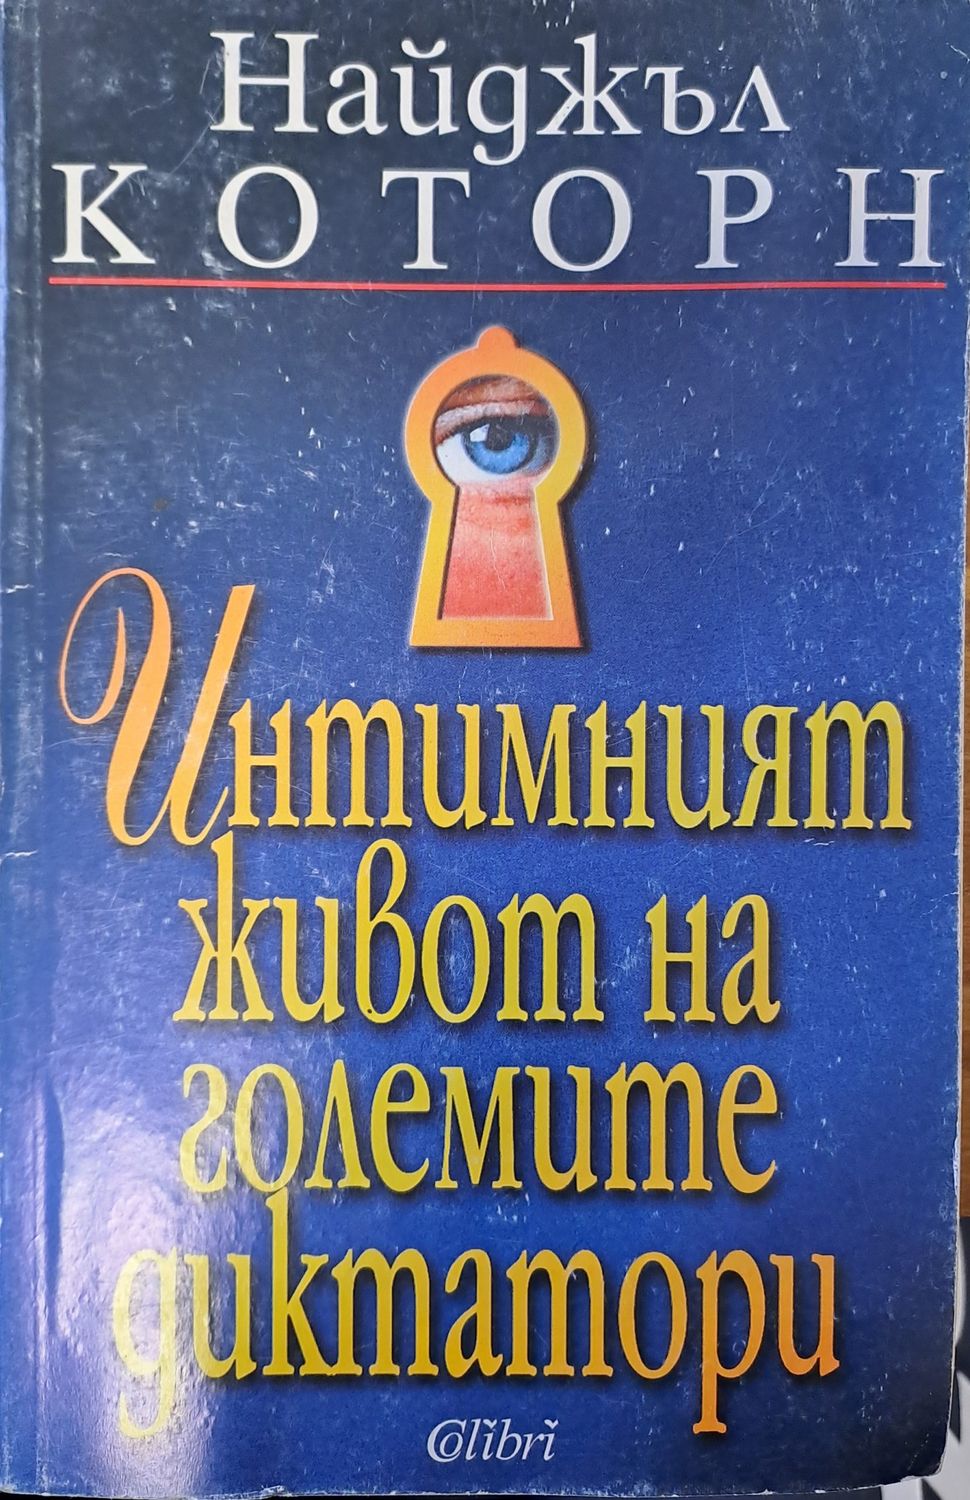 Найджъл
КОТОРН
Интимният
живот на
големите
диктатори
Colibri